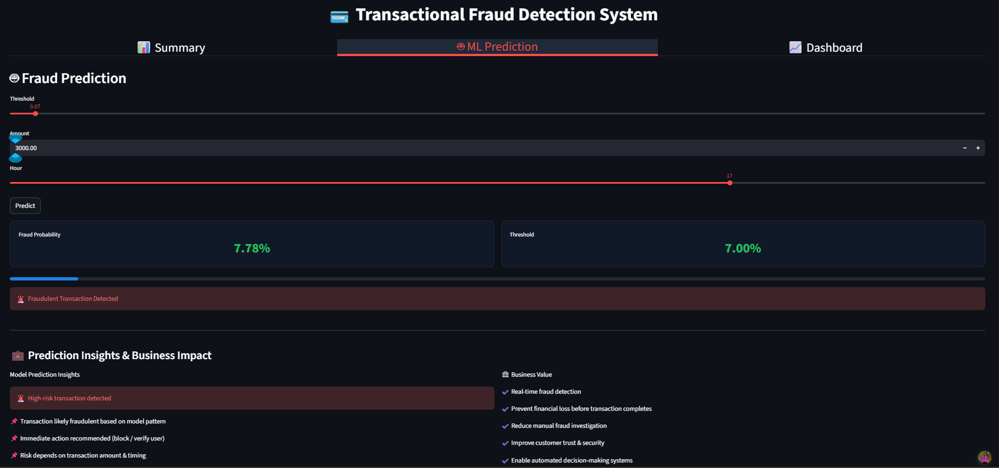 Transactional Fraud Detection System
Summary
ML Prediction
Dashboard
Fraud Prediction
Threshold
0.07
Amount
3000.00
Hour
17
Predict
Fraud Probability
7.78%
Threshold
7.00%
Fraudulent Transaction Detected
Prediction Insights & Business Impact
Model Prediction Insights
High-risk transaction detected
Transaction likely fraudulent based on model pattern
Immediate action recommended (block / verify user)
Risk depends on transaction amount & timing
Business Value
Real-time fraud detection
Prevent financial loss before transaction completes
Reduce manual fraud investigation
Improve customer trust & security
Enable automated decision-making systems